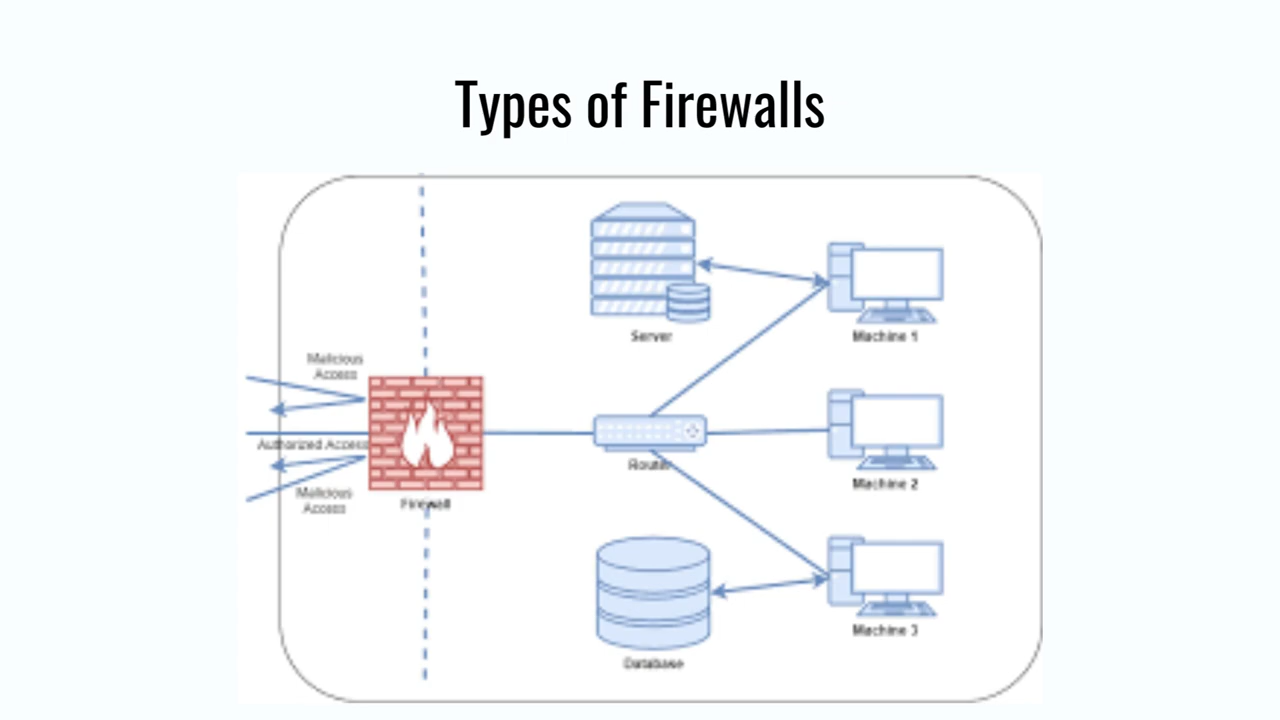 Types of Firewalls
Server
Machine 1
Malicious
Access
Authorized Access
Router
Machine 2
Malicious
Access
Firewall
Machine 3
Database